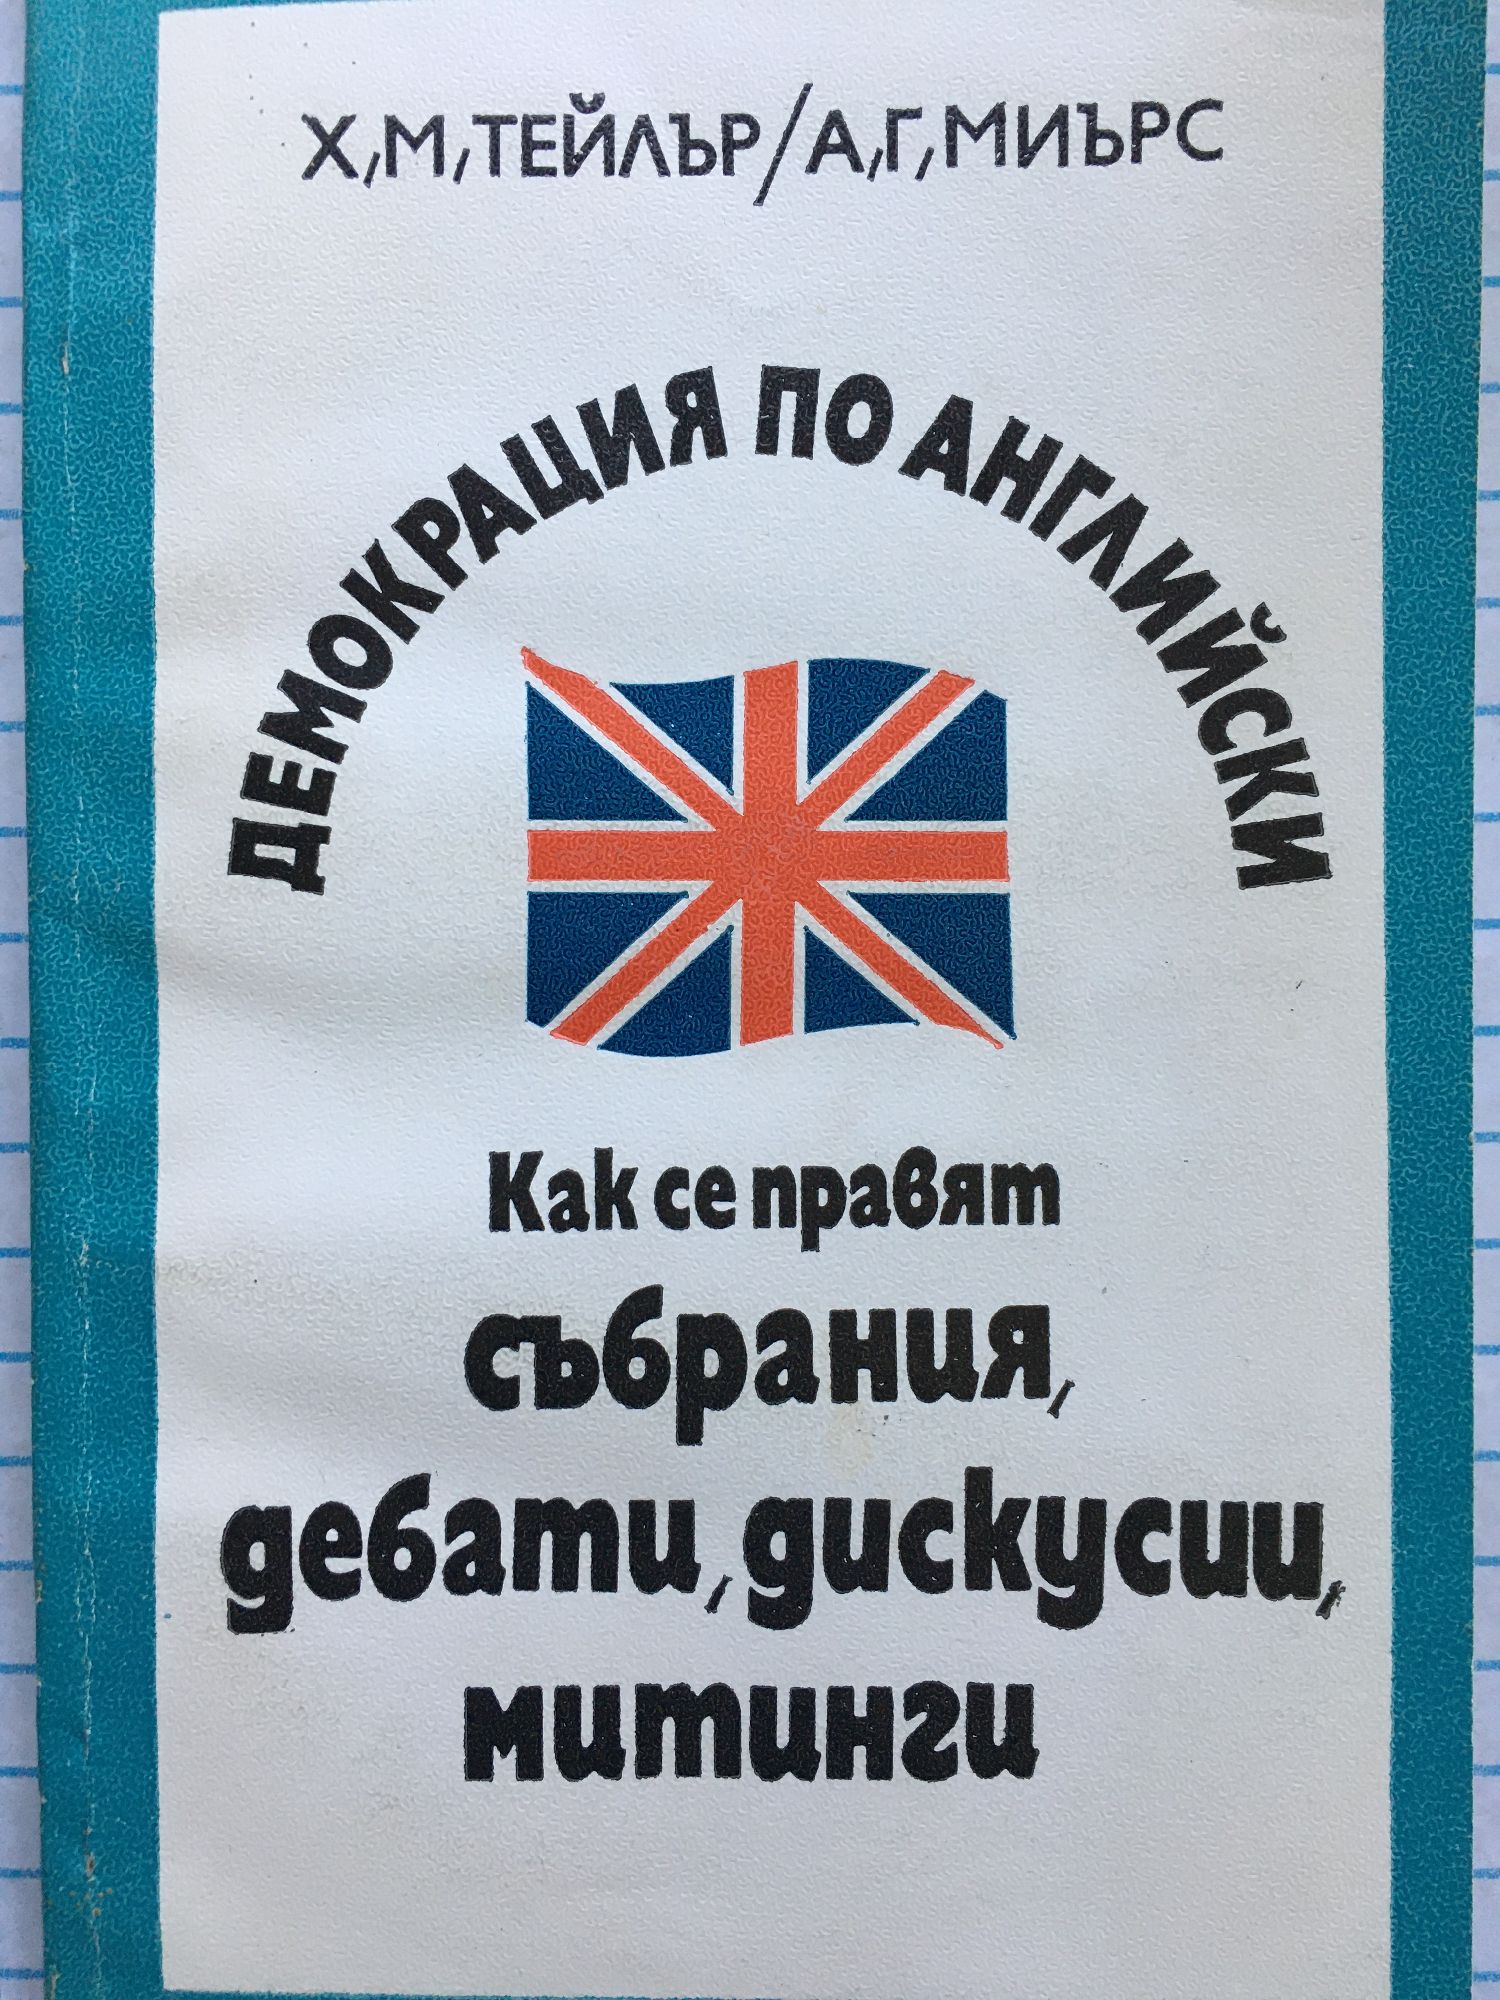 Х,М,ТЕЙЛЪР/А,Г,МИЪРС
ДЕМОКРАЦИЯ ПО АНГЛИЙСКИ
Как се правят
събрания,
дебати, дискусии,
митинги